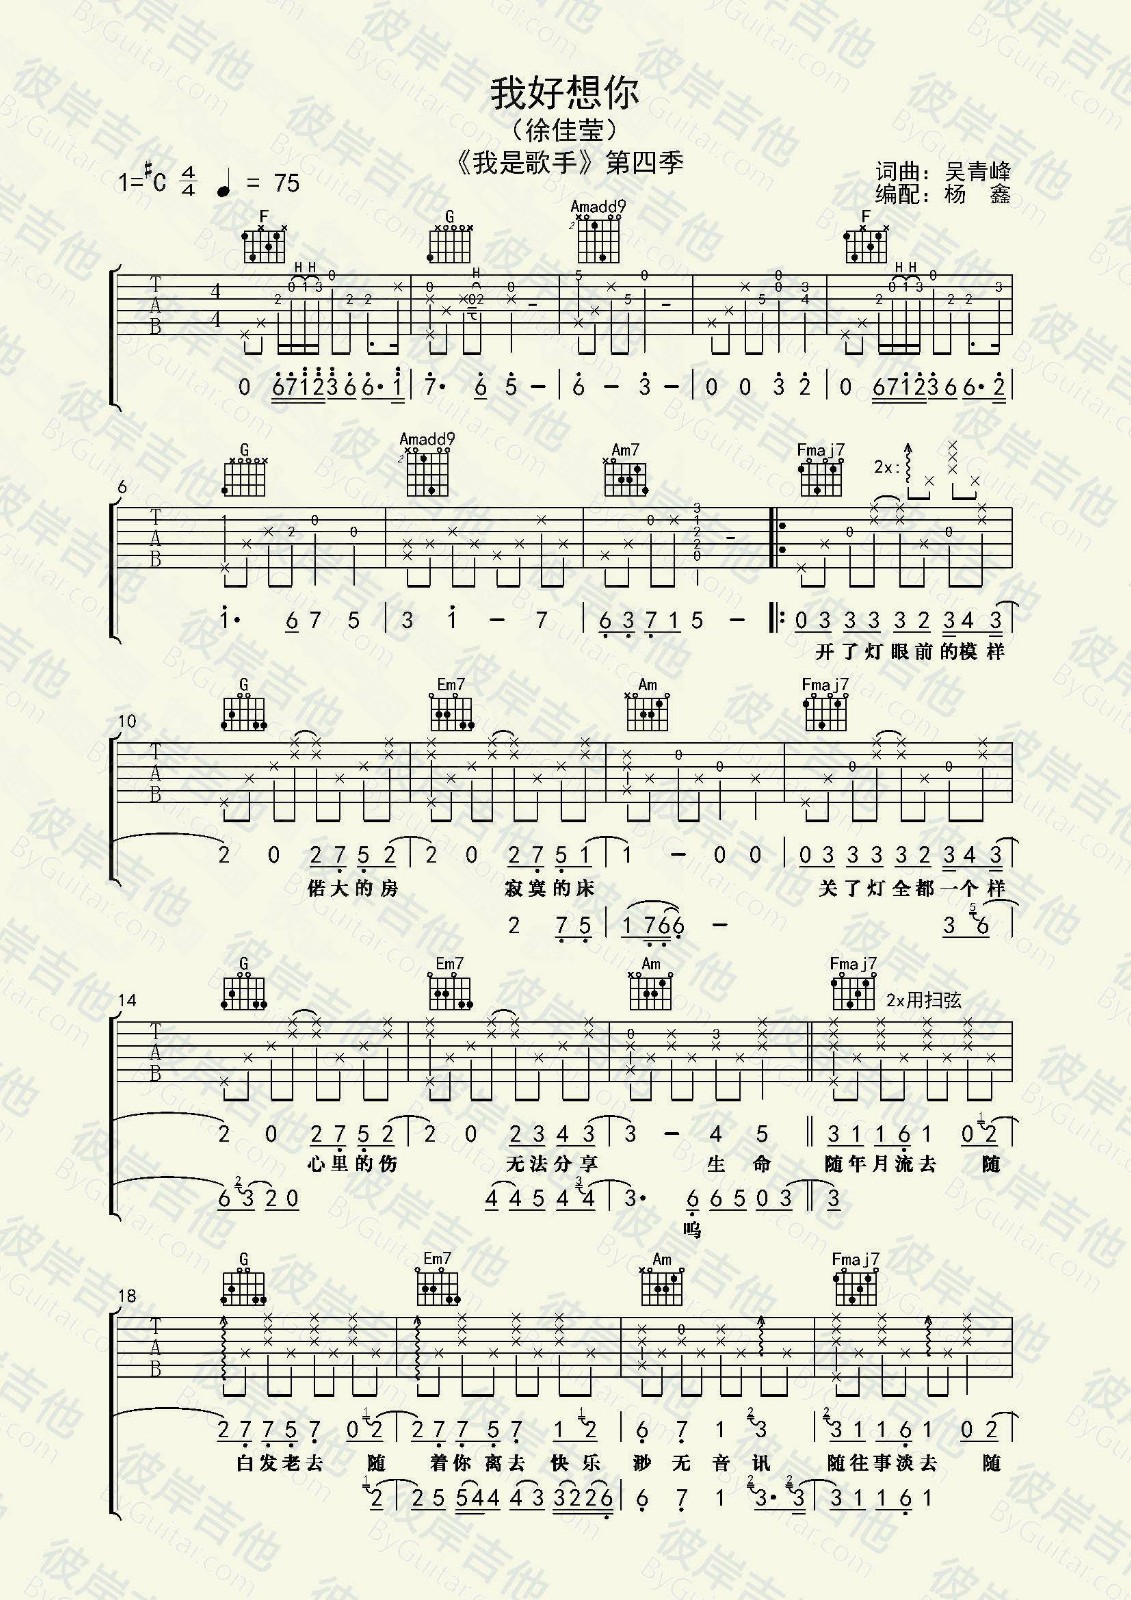 我好想你
（徐佳莹）
《我是歌手》第四季
1=#C 4/4 ♩ = 75
词曲：吴青峰
编配：杨 鑫
F G Amadd9 F
0 6712366· 1 | 7· 6 5 － | 6 － 3 － | 0 0 3 2 | 0 6712366· 2 |
G Amadd9 Am7 Fmaj7 2x:
6
1· 6 7 5 | 3 1 － 7 | 6 3 7 1 5 － |: 0 3 3 3 3 2 3 4 3 |
开了灯眼前的模样
G Em7 Am Fmaj7
10
2 0 2 7 5 2 | 2 0 2 7 5 1 | 1 － 0 0 | 0 3 3 3 3 2 3 4 3 |
偌大的房 寂寞的床 关了灯全都一个样
2 7 5 | 1 7 6 6 － 3 5 6 |
G Em7 Am Fmaj7 2x用扫弦
14
2 0 2 7 5 2 | 2 0 2 3 4 3 | 3 － 4 5 || 3 1 1 6 1 0 1 2 |
心里的伤 无法分享 生命 随年月流去 随
6 2 3 2 0 4 4 5 4 3 4 | 3· 6 6 5 0 3 || 3
呜
G Em7 Am Fmaj7
18
2 7 7 5 7 0 1 2 | 2 7 7 5 7 1 1 2 | 6 7 1 2 3 | 2 3 1 1 6 1 0 2 |
白发老去 随 着你离去 快乐 渺无音讯 随往事淡去 随
1 2 | 2 5 5 4 4 4 3 3 2 2 6 | 6 7 1 2 3· 2 3 | 3 1 1 6 1
彼岸吉他
ByGuitar.com